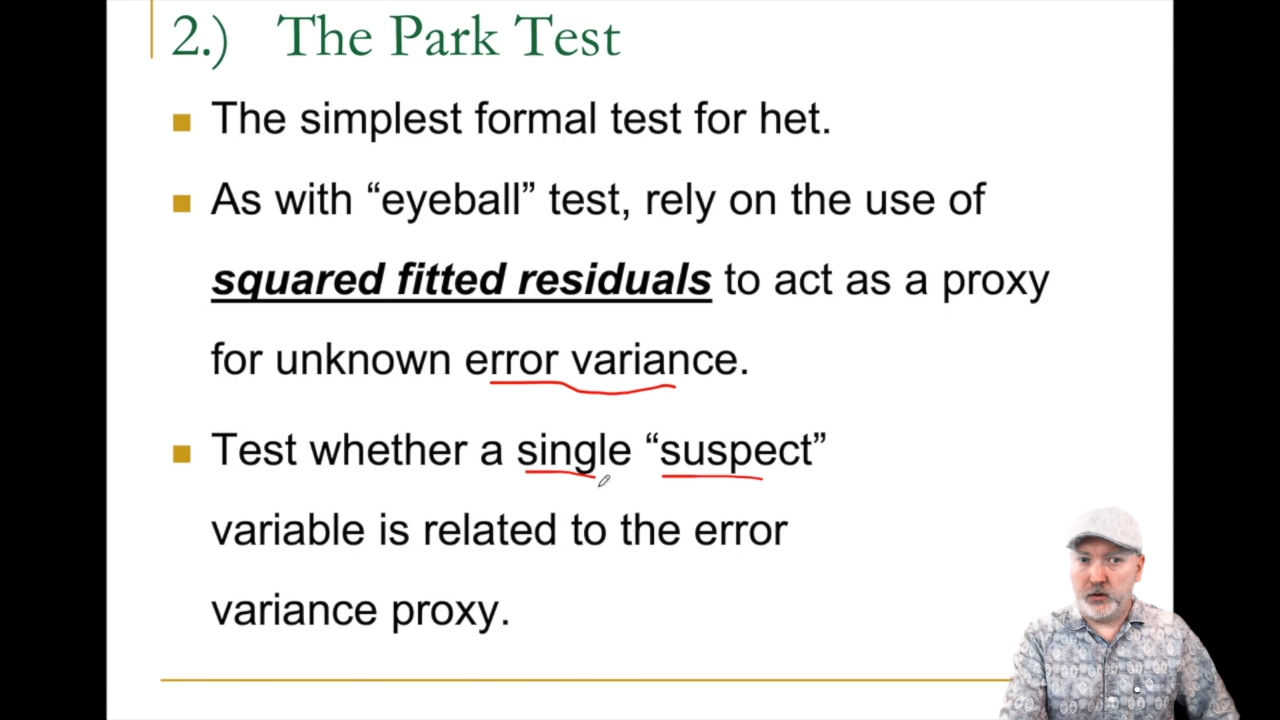 2.) The Park Test
The simplest formal test for het.
As with “eyeball” test, rely on the use of
squared fitted residuals to act as a proxy
for unknown error variance.
Test whether a single “suspect”
variable is related to the error
variance proxy.